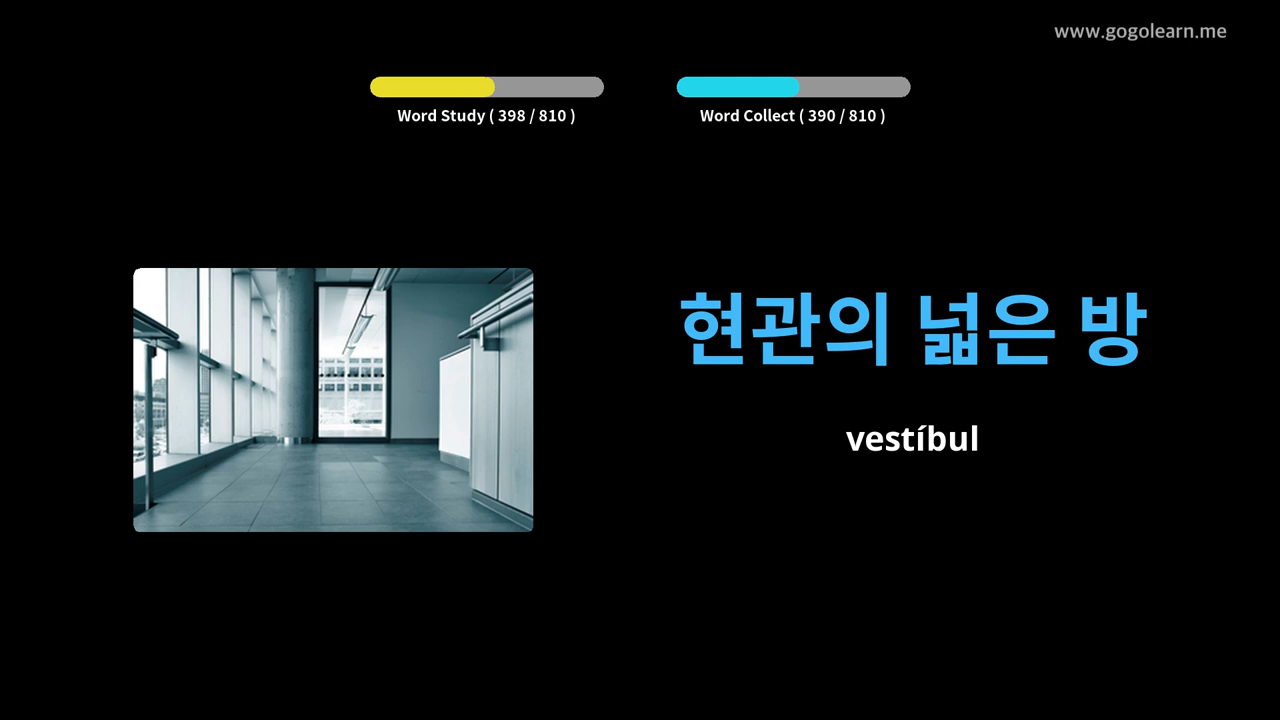 www.gogolearn.me
Word Study ( 398 / 810 )
Word Collect ( 390 / 810 )
현관의 넓은 방
vestíbul